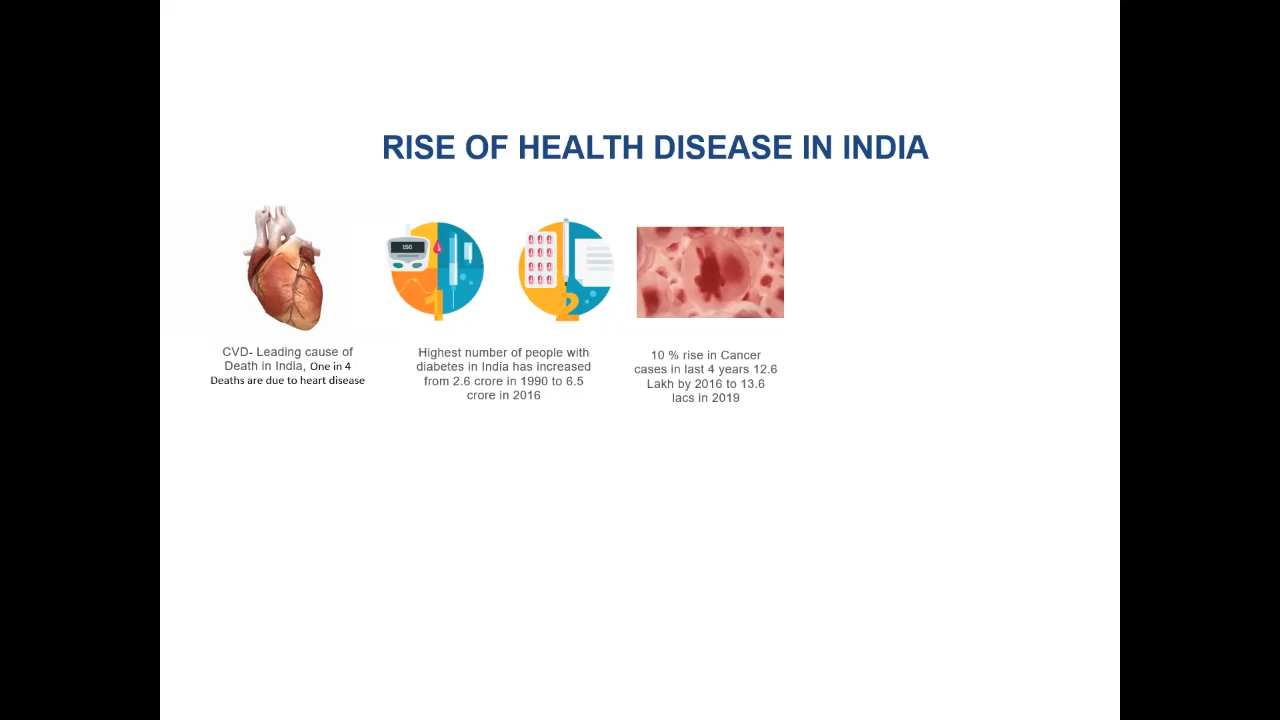 RISE OF HEALTH DISEASE IN INDIA
150
1
2
CVD- Leading cause of
Death in India, One in 4
Deaths are due to heart disease
Highest number of people with
diabetes in India has increased
from 2.6 crore in 1990 to 6.5
crore in 2016
10 % rise in Cancer
cases in last 4 years 12.6
Lakh by 2016 to 13.6
lacs in 2019